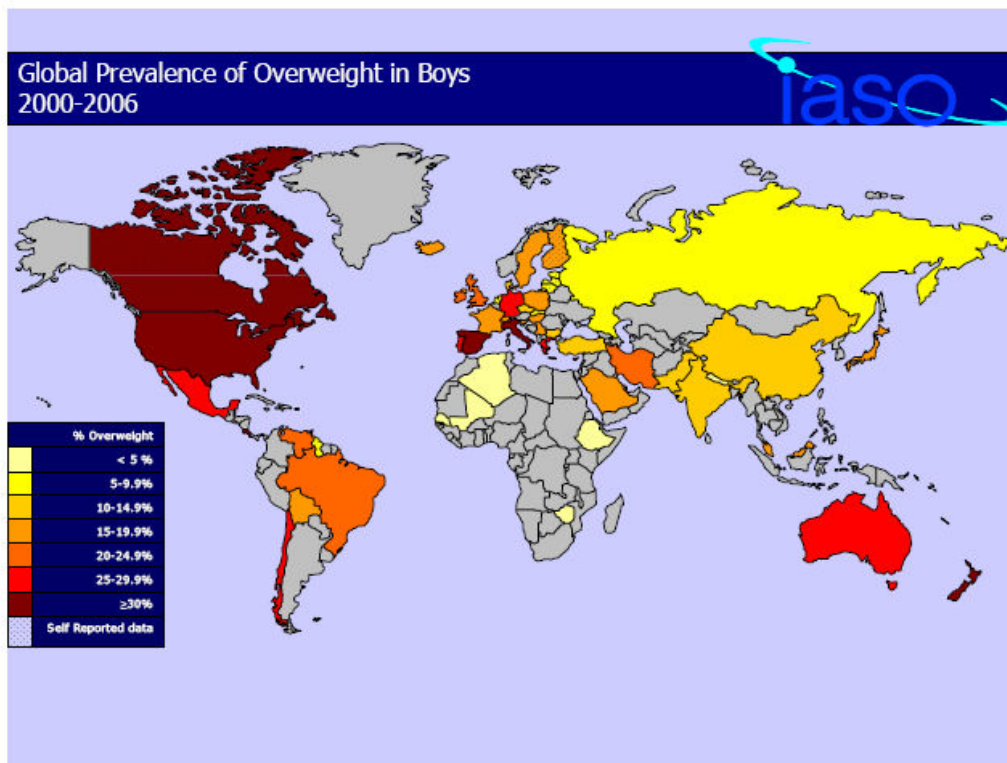 Global Prevalence of Overweight in Boys
2000-2006
iaso
% Overweight
< 5 %
5-9.9%
10-14.9%
15-19.9%
20-24.9%
25-29.9%
≥30%
Self Reported data